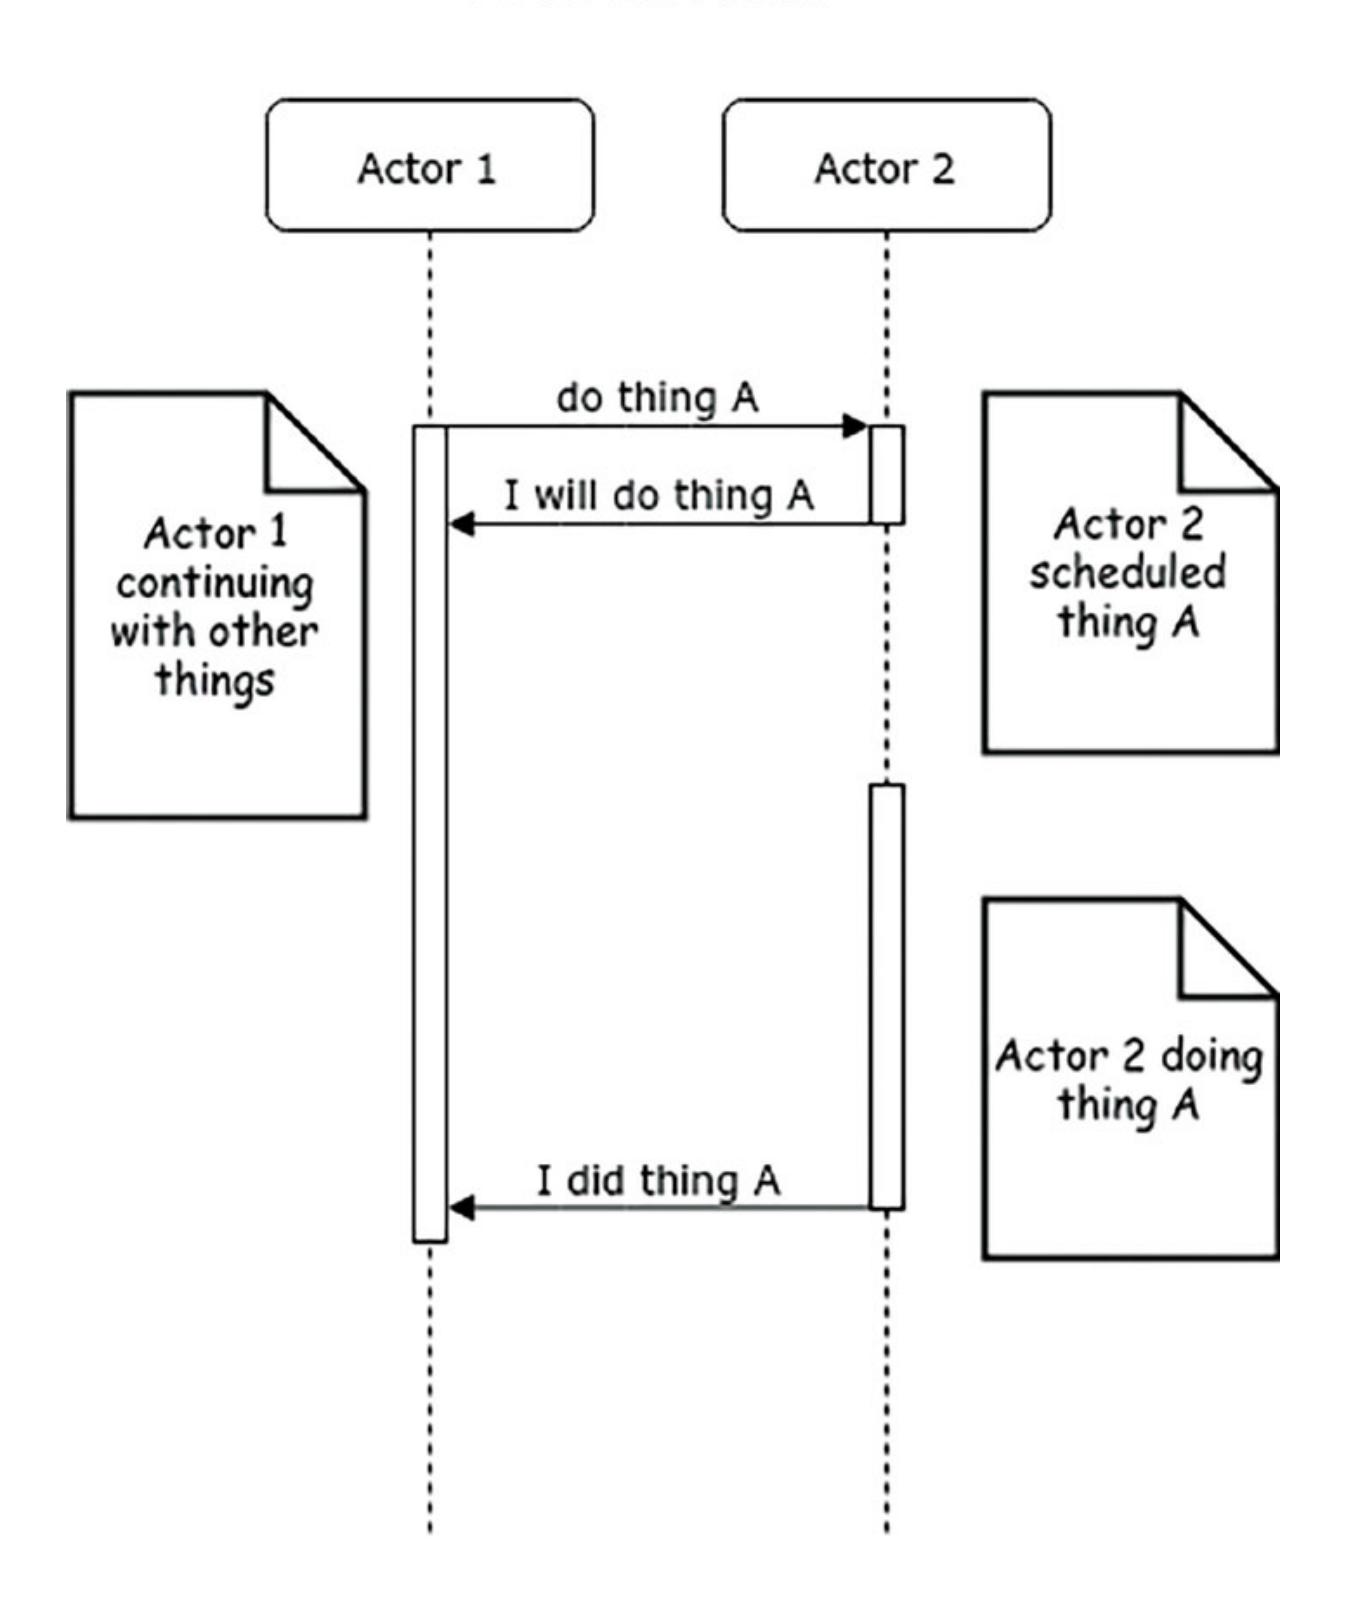 Actor 1
Actor 2
do thing A
I will do thing A
Actor 1
continuing
with other
things
Actor 2
scheduled
thing A
Actor 2 doing
thing A
I did thing A